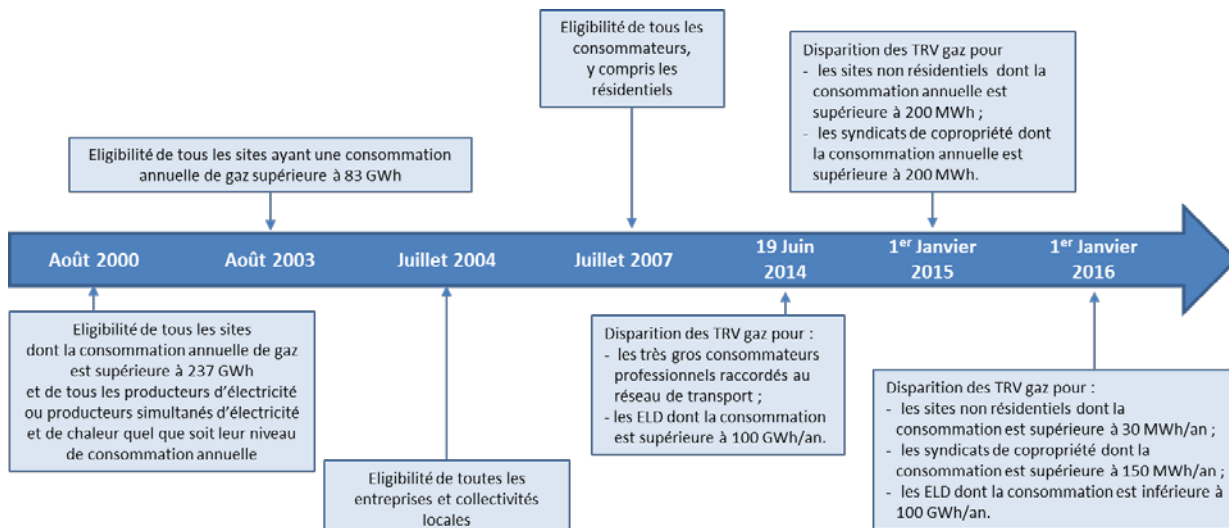 Eligibilité de tous les
consommateurs,
y compris les
résidentiels
Disparition des TRV gaz pour
- les sites non résidentiels dont la
consommation annuelle est
supérieure à 200 MWh ;
- les syndicats de copropriété dont
la consommation annuelle est
supérieure à 200 MWh.
Eligibilité de tous les sites ayant une consommation
annuelle de gaz supérieure à 83 GWh
Août 2000
Août 2003
Juillet 2004
Juillet 2007
19 Juin
2014
1er Janvier
2015
1er Janvier
2016
Eligibilité de tous les sites
dont la consommation annuelle de gaz
est supérieure à 237 GWh
et de tous les producteurs d'électricité
ou producteurs simultanés d'électricité
et de chaleur quel que soit leur niveau
de consommation annuelle
Eligibilité de toutes les
entreprises et collectivités
locales
Disparition des TRV gaz pour :
- les très gros consommateurs
professionnels raccordés au
réseau de transport ;
- les ELD dont la consommation
est supérieure à 100 GWh/an.
Disparition des TRV gaz pour :
- les sites non résidentiels dont la
consommation est supérieure à 30 MWh/an ;
- les syndicats de copropriété dont la
consommation est supérieure à 150 MWh/an ;
- les ELD dont la consommation est inférieure à
100 GWh/an.